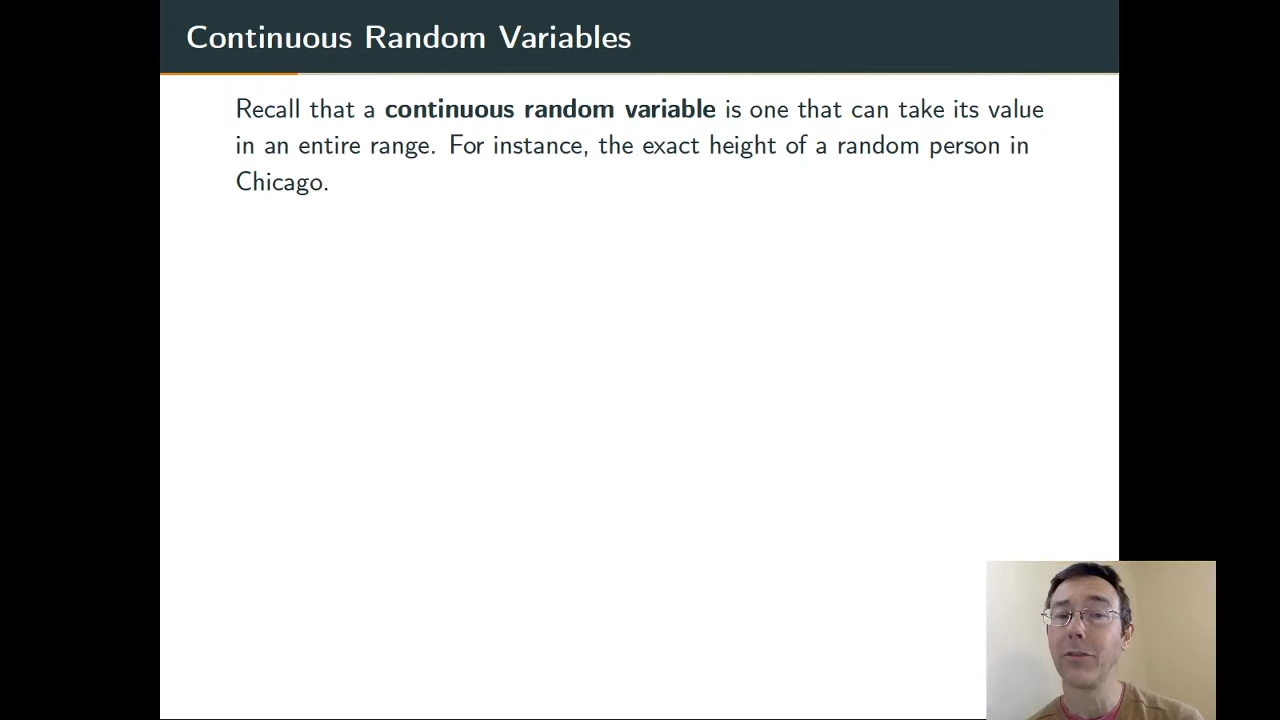 Continuous Random Variables
Recall that a continuous random variable is one that can take its value
in an entire range. For instance, the exact height of a random person in
Chicago.